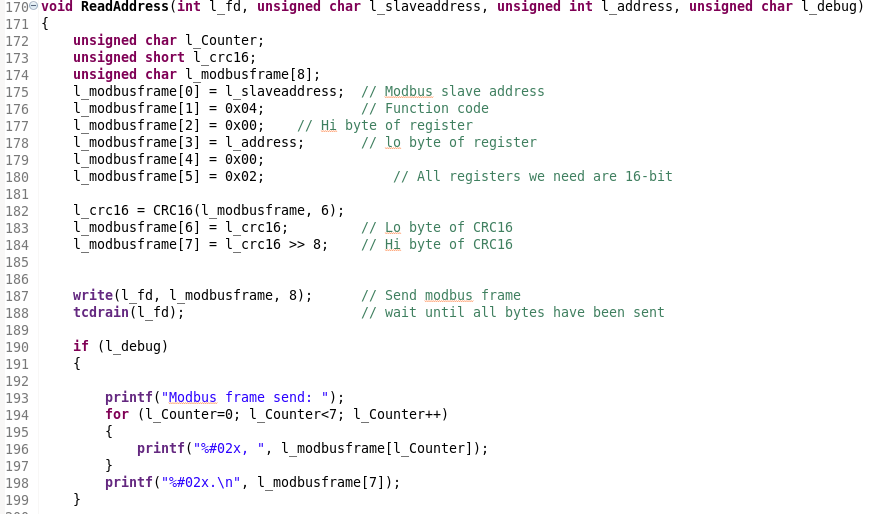 170 void ReadAddress(int l_fd, unsigned char l_slaveaddress, unsigned int l_address, unsigned char l_debug)
171 {
172     unsigned char l_Counter;
173     unsigned short l_crc16;
174     unsigned char l_modbusframe[8];
175     l_modbusframe[0] = l_slaveaddress;  // Modbus slave address
176     l_modbusframe[1] = 0x04;            // Function code
177     l_modbusframe[2] = 0x00;    // Hi byte of register
178     l_modbusframe[3] = l_address;       // lo byte of register
179     l_modbusframe[4] = 0x00;
180     l_modbusframe[5] = 0x02;                // All registers we need are 16-bit
181
182     l_crc16 = CRC16(l_modbusframe, 6);
183     l_modbusframe[6] = l_crc16;         // Lo byte of CRC16
184     l_modbusframe[7] = l_crc16 >> 8;    // Hi byte of CRC16
185
186
187     write(l_fd, l_modbusframe, 8);      // Send modbus frame
188     tcdrain(l_fd);                      // wait until all bytes have been sent
189
190     if (l_debug)
191     {
192
193         printf("Modbus frame send: ");
194         for (l_Counter=0; l_Counter<7; l_Counter++)
195         {
196             printf("%#02x, ", l_modbusframe[l_Counter]);
197         }
198         printf("%#02x.\n", l_modbusframe[7]);
199     }